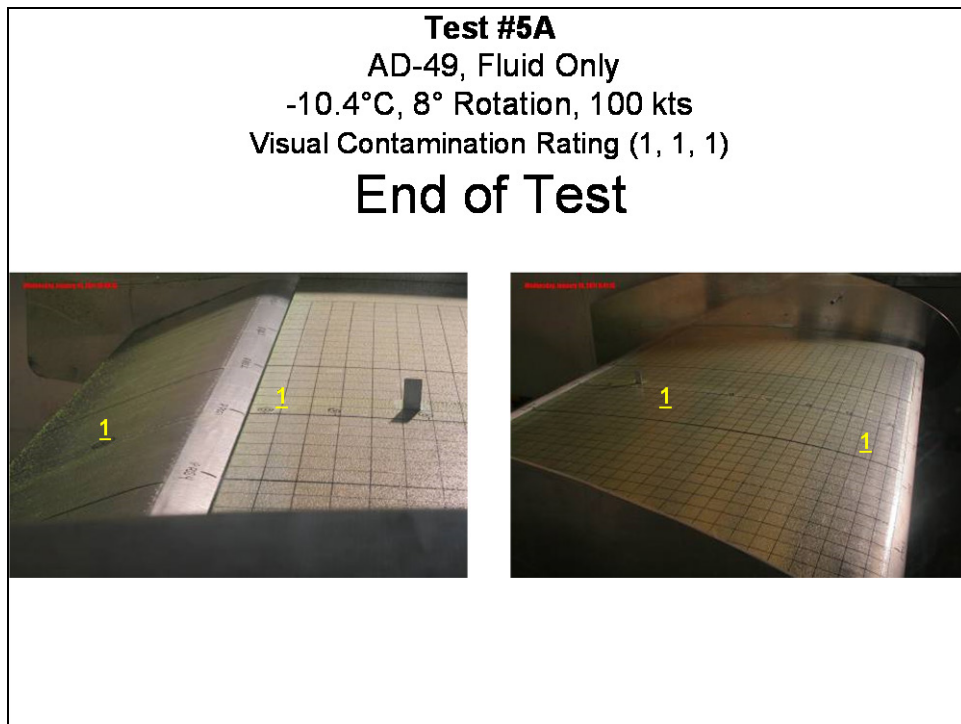 Test #5A
AD-49, Fluid Only
-10.4°C, 8° Rotation, 100 kts
Visual Contamination Rating (1, 1, 1)
End of Test
1
1
1
1